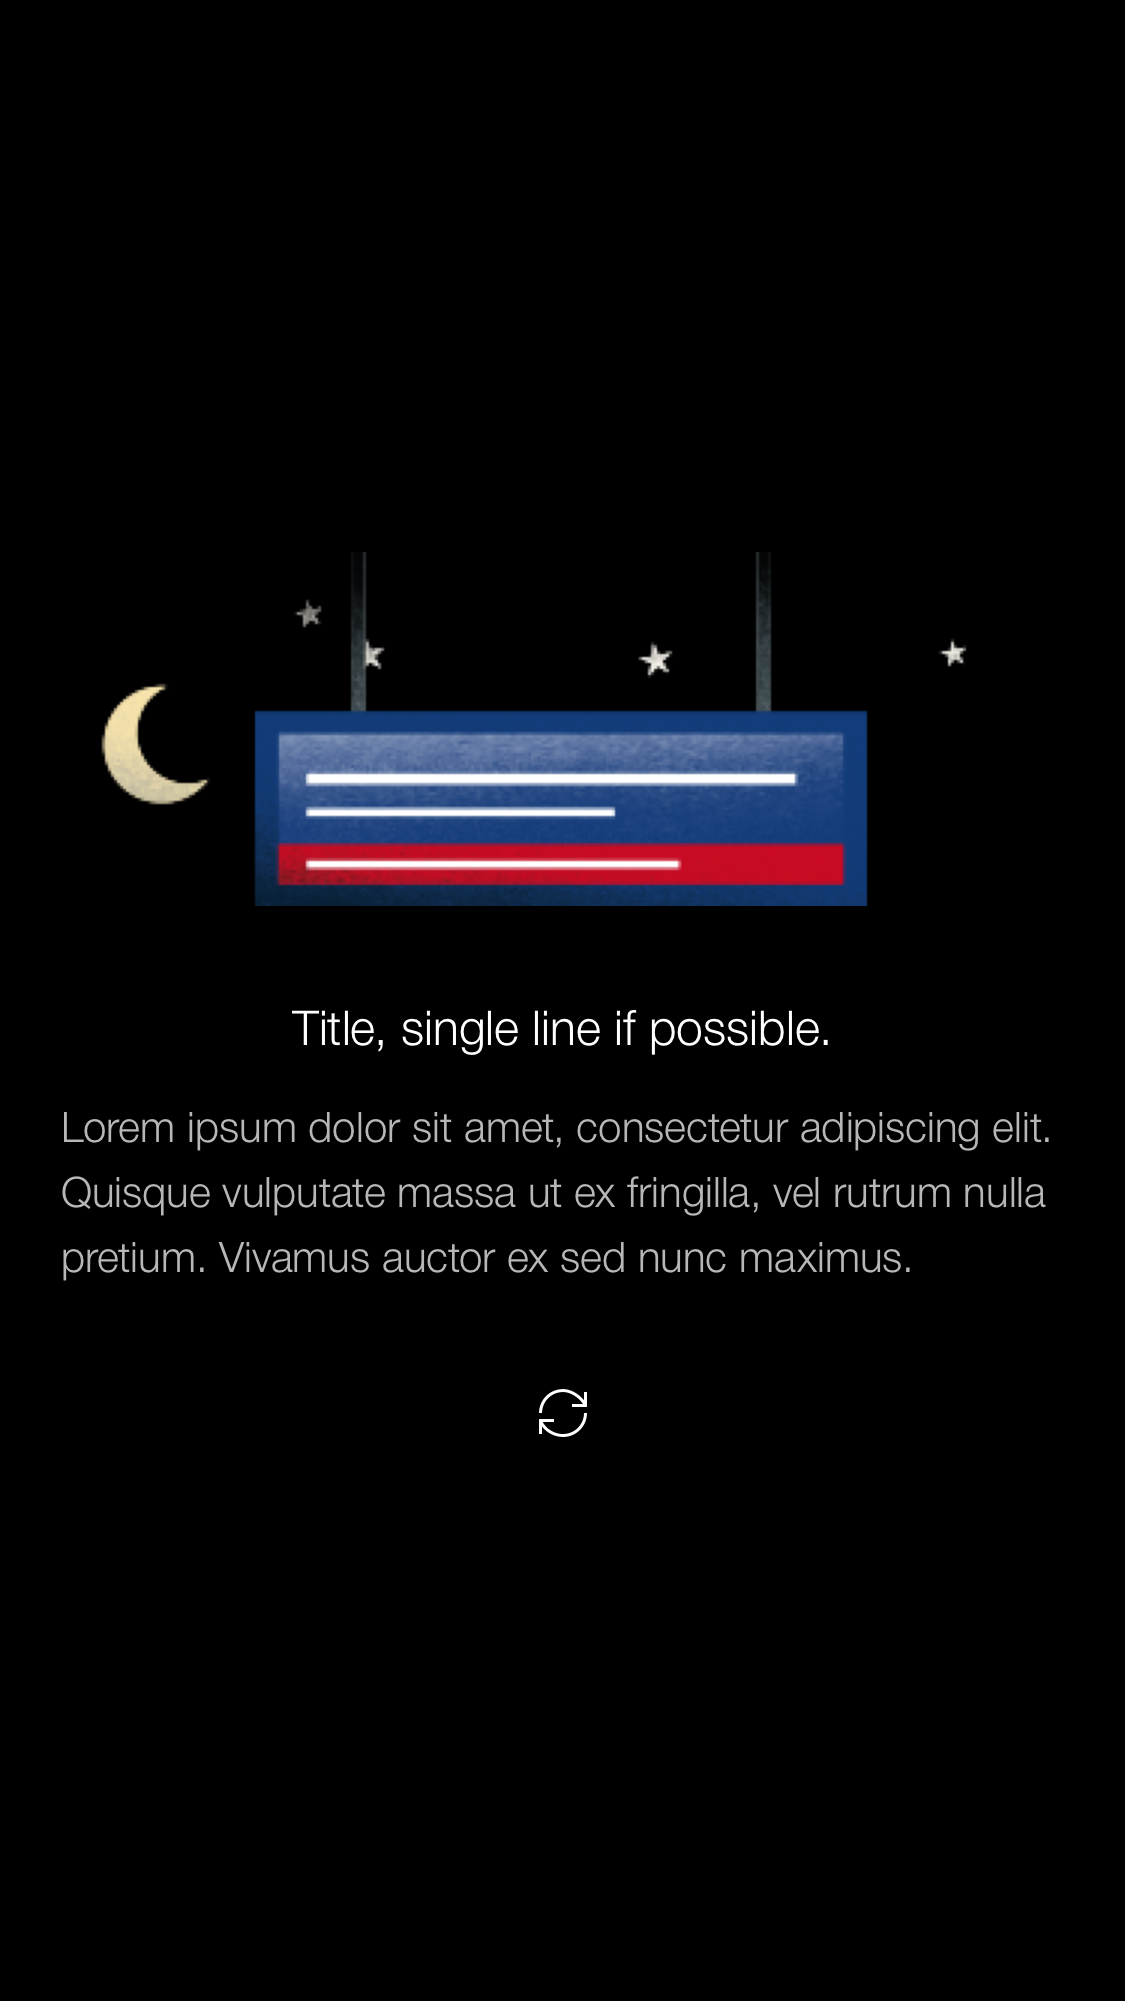 Title, single line if possible.
Lorem ipsum dolor sit amet, consectetur adipiscing elit.
Quisque vulputate massa ut ex fringilla, vel rutrum nulla
pretium. Vivamus auctor ex sed nunc maximus.